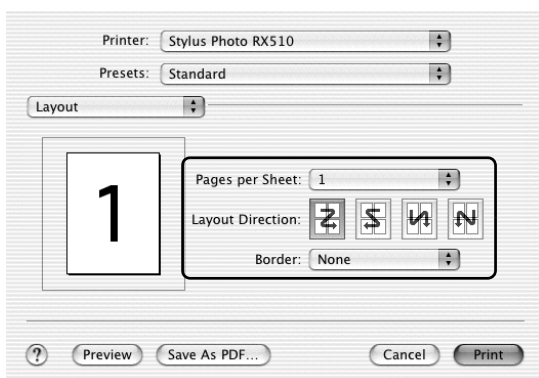 Printer: Stylus Photo RX510
Presets: Standard
Layout
1
Pages per Sheet: 1
Layout Direction:
Border: None
? Preview Save As PDF... Cancel Print